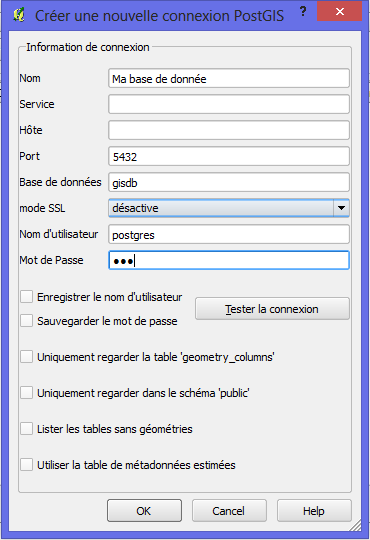 Créer une nouvelle connexion PostGIS ? ×
Information de connexion
Nom Ma base de donnée
Service
Hôte
Port 5432
Base de données gisdb
mode SSL désactive
Nom d'utilisateur postgres
Mot de Passe ●●●
Enregistrer le nom d'utilisateur
Tester la connexion
Sauvegarder le mot de passe
Uniquement regarder la table 'geometry_columns'
Uniquement regarder dans le schéma 'public'
Lister les tables sans géométries
Utiliser la table de métadonnées estimées
OK Cancel Help